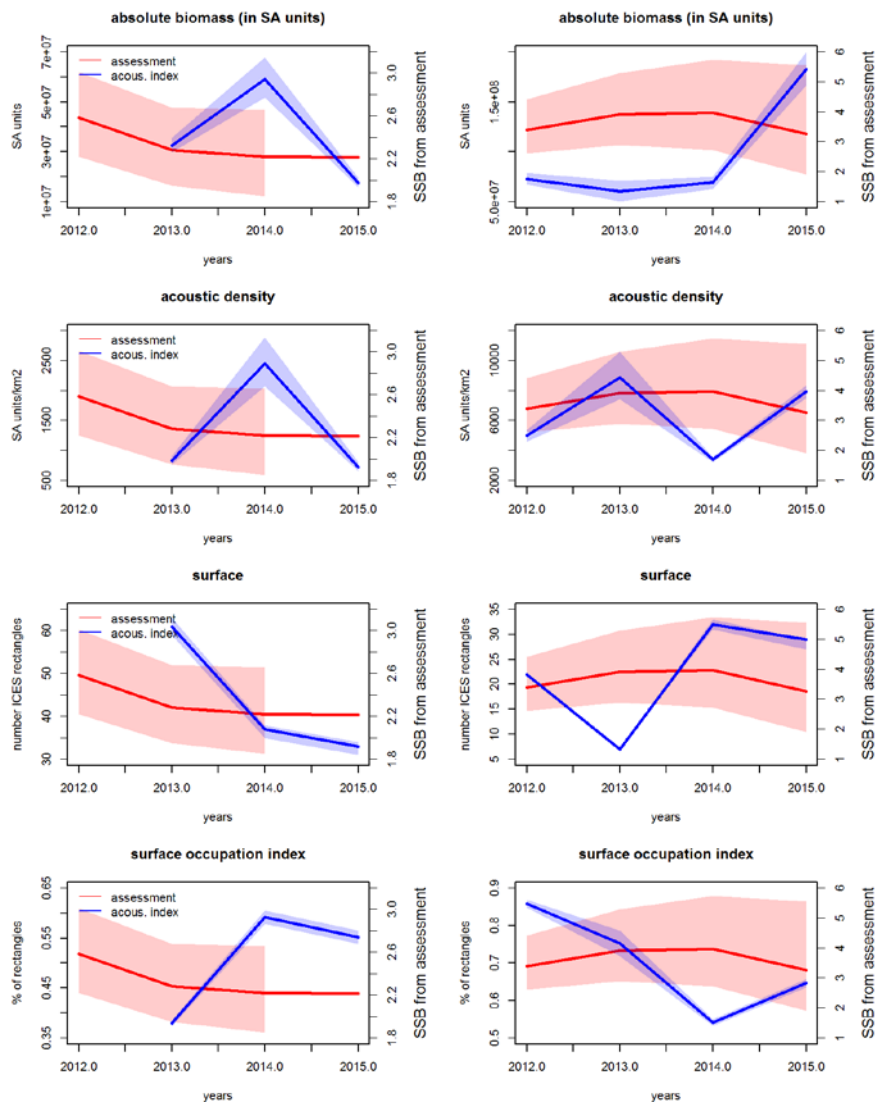 absolute biomass (in SA units)
SA units
1e+07
3e+07
5e+07
7e+07
assessment
acous. index
1.8
2.2
2.6
3.0
SSB from assessment
2012.0
2013.0
2014.0
2015.0
years
absolute biomass (in SA units)
SA units
5.0e+07
1.5e+08
1
2
3
4
5
6
SSB from assessment
2012.0
2013.0
2014.0
2015.0
years
acoustic density
SA units/km2
500
1500
2500
assessment
acous. index
1.8
2.2
2.6
3.0
SSB from assessment
2012.0
2013.0
2014.0
2015.0
years
acoustic density
SA units/km2
2000
6000
10000
1
2
3
4
5
6
SSB from assessment
2012.0
2013.0
2014.0
2015.0
years
surface
number ICES rectangles
30
40
50
60
assessment
acous. index
1.8
2.2
2.6
3.0
SSB from assessment
2012.0
2013.0
2014.0
2015.0
years
surface
number ICES rectangles
5
10
15
20
25
30
35
1
2
3
4
5
6
SSB from assessment
2012.0
2013.0
2014.0
2015.0
years
surface occupation index
% of rectangles
0.35
0.45
0.55
0.65
assessment
acous. index
1.8
2.2
2.6
3.0
SSB from assessment
2012.0
2013.0
2014.0
2015.0
years
surface occupation index
% of rectangles
0.5
0.6
0.7
0.8
0.9
1
2
3
4
5
6
SSB from assessment
2012.0
2013.0
2014.0
2015.0
years